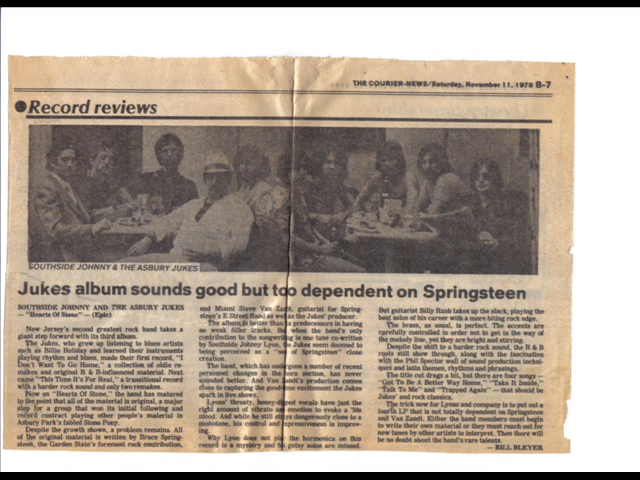 THE COURIER-NEWS/Saturday, November 11, 1978 B-7
Record reviews
SOUTHSIDE JOHNNY & THE ASBURY JUKES
Jukes album sounds good but too dependent on Springsteen
SOUTHSIDE JOHNNY AND THE ASBURY JUKES
— "Hearts Of Stone" — (Epic)
New Jersey's second greatest rock band takes a
giant step forward with its third album.
The Jukes, who grew up listening to blues artists
such as Billie Holiday and learned their instruments
playing rhythm and blues, made their first record, "I
Don't Want To Go Home," a collection of oldie re-
makes and original R & B-influenced material. Next
came "This Time It's For Real," a transitional record
with a harder rock sound and only two remakes.
Now on "Hearts Of Stone," the band has matured
to the point that all of the material is original, a major
step for a group that won its initial following and
record contract playing other people's material in
Asbury Park's fabled Stone Pony.
Despite the growth shown, a problem remains. All
of the original material is written by Bruce Spring-
steen, the Garden State's foremost rock contribution,
and Miami Steve Van Zandt, guitarist for Spring-
steen's E Street Band as well as the Jukes' producer.
The album is better than its predecessors in having
no weak filler tracks. But when the band's only
contribution to the songwriting is one tune co-written
by Southside Johnny Lyon, the Jukes seem doomed to
being perceived as a "son of Springsteen" clone
creation.
The band, which has undergone a number of recent
personnel changes in the horn section, has never
sounded better. And Van Zandt's production comes
close to capturing the good-time excitement the Jukes
spark in live shows.
Lyons' throaty, honey-dipped vocals have just the
right amount of vibrato and emotion to evoke a '50s
mood. And while he still strays dangerously close to a
monotone, his control and expressiveness is improv-
ing.
Why Lyon does not play the harmonica on this
record is a mystery and his gutsy solos are missed.
But guitarist Billy Rush takes up the slack, playing the
best solos of his career with a more biting rock edge.
The brass, as usual, is perfect. The accents are
carefully controlled in order not to get in the way of
the melody line, yet they are bright and stirring.
Despite the shift to a harder rock sound, the R & B
roots still show through, along with the fascination
with the Phil Spector wall of sound production techni-
ques and latin themes, rhythms and phrasings.
The title cut drags a bit, but there are four songs —
"Got To Be A Better Way Home," "Take It Inside,"
"Talk To Me" and "Trapped Again" — that should be
Jukes' and rock classics.
The trick now for Lyons and company is to put out a
fourth LP that is not totally dependent on Springsteen
and Van Zandt. Either the band members must begin
to write their own material or they must reach out for
new tunes by other artists to interpret. Then there will
be no doubt about the band's rare talents.
— BILL BLEYER